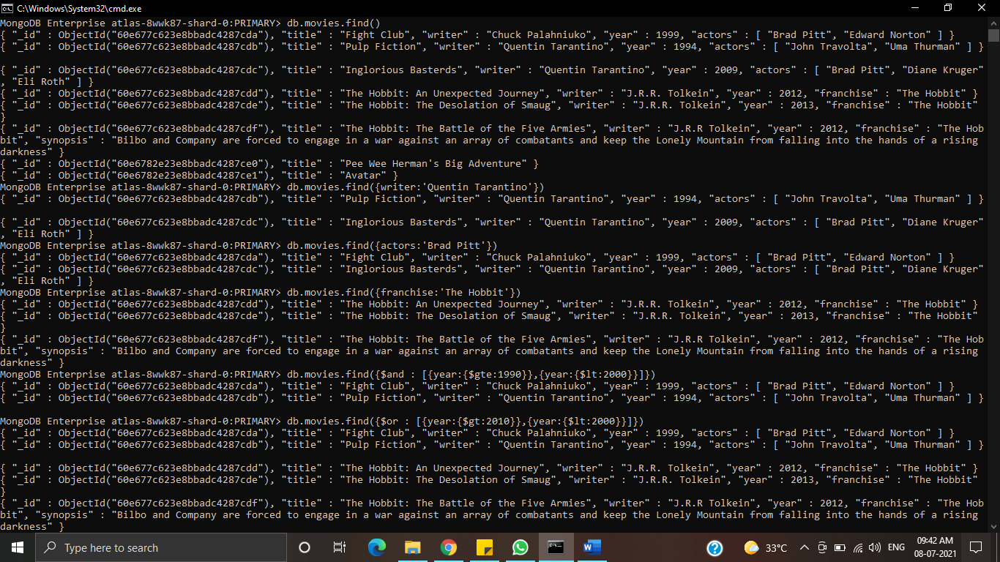 C:\Windows\System32\cmd.exe
MongoDB Enterprise atlas-8wwk87-shard-0:PRIMARY> db.movies.find()
{ "_id" : ObjectId("60e677c623e8bbadc4287cda"), "title" : "Fight Club", "writer" : "Chuck Palahniuko", "year" : 1999, "actors" : [ "Brad Pitt", "Edward Norton" ] }
{ "_id" : ObjectId("60e677c623e8bbadc4287cdb"), "title" : "Pulp Fiction", "writer" : "Quentin Tarantino", "year" : 1994, "actors" : [ "John Travolta", "Uma Thurman" ] }
{ "_id" : ObjectId("60e677c623e8bbadc4287cdc"), "title" : "Inglorious Basterds", "writer" : "Quentin Tarantino", "year" : 2009, "actors" : [ "Brad Pitt", "Diane Kruger"
, "Eli Roth" ] }
{ "_id" : ObjectId("60e677c623e8bbadc4287cdd"), "title" : "The Hobbit: An Unexpected Journey", "writer" : "J.R.R. Tolkein", "year" : 2012, "franchise" : "The Hobbit" }
{ "_id" : ObjectId("60e677c623e8bbadc4287cde"), "title" : "The Hobbit: The Desolation of Smaug", "writer" : "J.R.R. Tolkein", "year" : 2013, "franchise" : "The Hobbit"
}
{ "_id" : ObjectId("60e677c623e8bbadc4287cdf"), "title" : "The Hobbit: The Battle of the Five Armies", "writer" : "J.R.R Tolkein", "year" : 2012, "franchise" : "The Hob
bit", "synopsis" : "Bilbo and Company are forced to engage in a war against an array of combatants and keep the Lonely Mountain from falling into the hands of a rising
darkness" }
{ "_id" : ObjectId("60e6782e23e8bbadc4287ce0"), "title" : "Pee Wee Herman's Big Adventure" }
{ "_id" : ObjectId("60e6782e23e8bbadc4287ce1"), "title" : "Avatar" }
MongoDB Enterprise atlas-8wwk87-shard-0:PRIMARY> db.movies.find({writer:'Quentin Tarantino'})
{ "_id" : ObjectId("60e677c623e8bbadc4287cdb"), "title" : "Pulp Fiction", "writer" : "Quentin Tarantino", "year" : 1994, "actors" : [ "John Travolta", "Uma Thurman" ] }
{ "_id" : ObjectId("60e677c623e8bbadc4287cdc"), "title" : "Inglorious Basterds", "writer" : "Quentin Tarantino", "year" : 2009, "actors" : [ "Brad Pitt", "Diane Kruger"
, "Eli Roth" ] }
MongoDB Enterprise atlas-8wwk87-shard-0:PRIMARY> db.movies.find({actors:'Brad Pitt'})
{ "_id" : ObjectId("60e677c623e8bbadc4287cda"), "title" : "Fight Club", "writer" : "Chuck Palahniuko", "year" : 1999, "actors" : [ "Brad Pitt", "Edward Norton" ] }
{ "_id" : ObjectId("60e677c623e8bbadc4287cdc"), "title" : "Inglorious Basterds", "writer" : "Quentin Tarantino", "year" : 2009, "actors" : [ "Brad Pitt", "Diane Kruger"
, "Eli Roth" ] }
MongoDB Enterprise atlas-8wwk87-shard-0:PRIMARY> db.movies.find({franchise:'The Hobbit'})
{ "_id" : ObjectId("60e677c623e8bbadc4287cdd"), "title" : "The Hobbit: An Unexpected Journey", "writer" : "J.R.R. Tolkein", "year" : 2012, "franchise" : "The Hobbit" }
{ "_id" : ObjectId("60e677c623e8bbadc4287cde"), "title" : "The Hobbit: The Desolation of Smaug", "writer" : "J.R.R. Tolkein", "year" : 2013, "franchise" : "The Hobbit"
}
{ "_id" : ObjectId("60e677c623e8bbadc4287cdf"), "title" : "The Hobbit: The Battle of the Five Armies", "writer" : "J.R.R Tolkein", "year" : 2012, "franchise" : "The Hob
bit", "synopsis" : "Bilbo and Company are forced to engage in a war against an array of combatants and keep the Lonely Mountain from falling into the hands of a rising
darkness" }
MongoDB Enterprise atlas-8wwk87-shard-0:PRIMARY> db.movies.find({$and : [{year:{$gte:1990}},{year:{$lt:2000}}]})
{ "_id" : ObjectId("60e677c623e8bbadc4287cda"), "title" : "Fight Club", "writer" : "Chuck Palahniuko", "year" : 1999, "actors" : [ "Brad Pitt", "Edward Norton" ] }
{ "_id" : ObjectId("60e677c623e8bbadc4287cdb"), "title" : "Pulp Fiction", "writer" : "Quentin Tarantino", "year" : 1994, "actors" : [ "John Travolta", "Uma Thurman" ] }
MongoDB Enterprise atlas-8wwk87-shard-0:PRIMARY> db.movies.find({$or : [{year:{$gt:2010}},{year:{$lt:2000}}]})
{ "_id" : ObjectId("60e677c623e8bbadc4287cda"), "title" : "Fight Club", "writer" : "Chuck Palahniuko", "year" : 1999, "actors" : [ "Brad Pitt", "Edward Norton" ] }
{ "_id" : ObjectId("60e677c623e8bbadc4287cdb"), "title" : "Pulp Fiction", "writer" : "Quentin Tarantino", "year" : 1994, "actors" : [ "John Travolta", "Uma Thurman" ] }
{ "_id" : ObjectId("60e677c623e8bbadc4287cdd"), "title" : "The Hobbit: An Unexpected Journey", "writer" : "J.R.R. Tolkein", "year" : 2012, "franchise" : "The Hobbit" }
{ "_id" : ObjectId("60e677c623e8bbadc4287cde"), "title" : "The Hobbit: The Desolation of Smaug", "writer" : "J.R.R. Tolkein", "year" : 2013, "franchise" : "The Hobbit"
}
{ "_id" : ObjectId("60e677c623e8bbadc4287cdf"), "title" : "The Hobbit: The Battle of the Five Armies", "writer" : "J.R.R Tolkein", "year" : 2012, "franchise" : "The Hob
bit", "synopsis" : "Bilbo and Company are forced to engage in a war against an array of combatants and keep the Lonely Mountain from falling into the hands of a rising
darkness" }
Type here to search
33°C
ENG
09:42 AM
08-07-2021